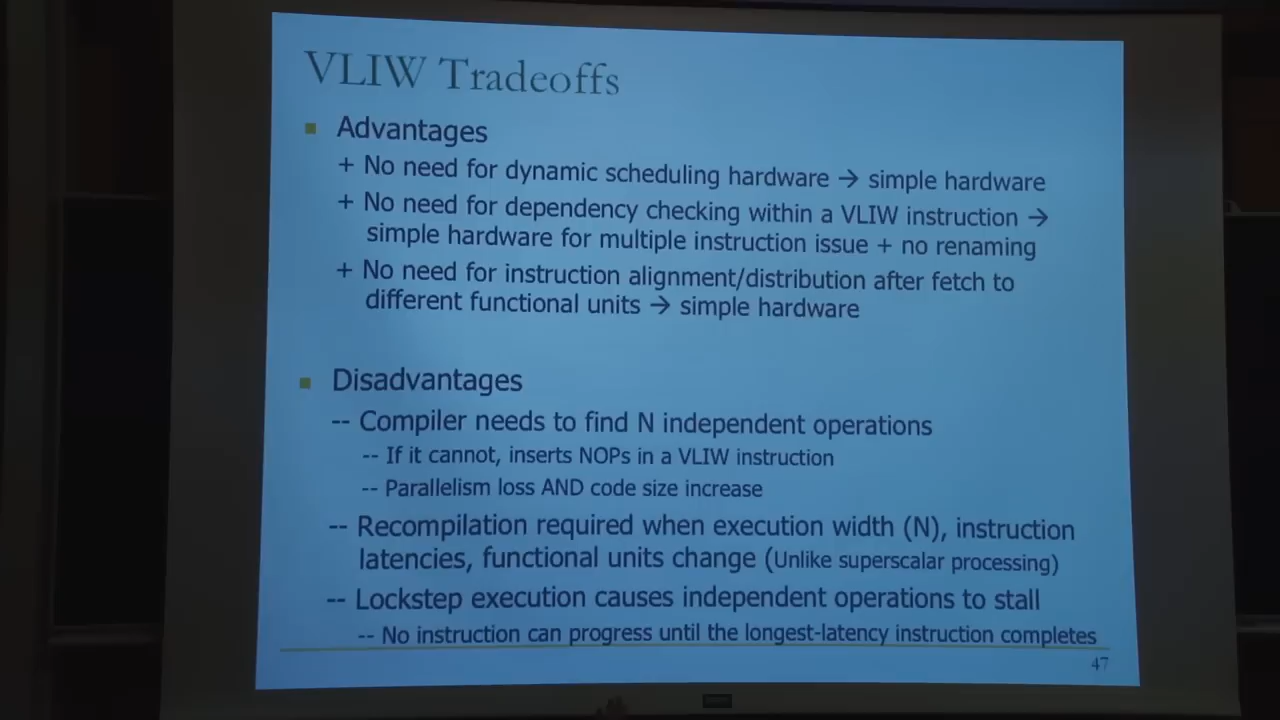 VLIW Tradeoffs
■ Advantages
+ No need for dynamic scheduling hardware → simple hardware
+ No need for dependency checking within a VLIW instruction →
simple hardware for multiple instruction issue + no renaming
+ No need for instruction alignment/distribution after fetch to
different functional units → simple hardware
■ Disadvantages
-- Compiler needs to find N independent operations
-- If it cannot, inserts NOPs in a VLIW instruction
-- Parallelism loss AND code size increase
-- Recompilation required when execution width (N), instruction
latencies, functional units change (Unlike superscalar processing)
-- Lockstep execution causes independent operations to stall
-- No instruction can progress until the longest-latency instruction completes
47